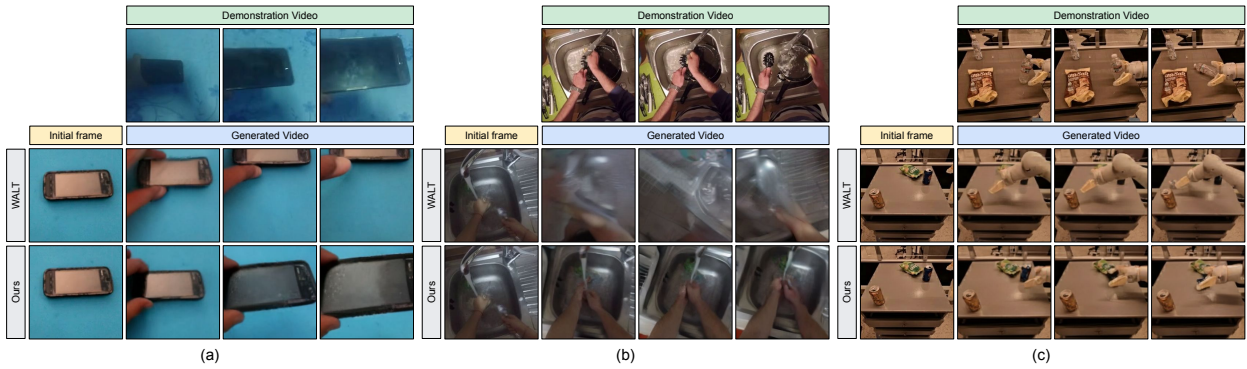 Demonstration Video
Initial frame
Generated Video
WALT
Ours
(a)
Demonstration Video
Initial frame
Generated Video
WALT
Ours
(b)
Demonstration Video
Initial frame
Generated Video
WALT
Ours
(c)